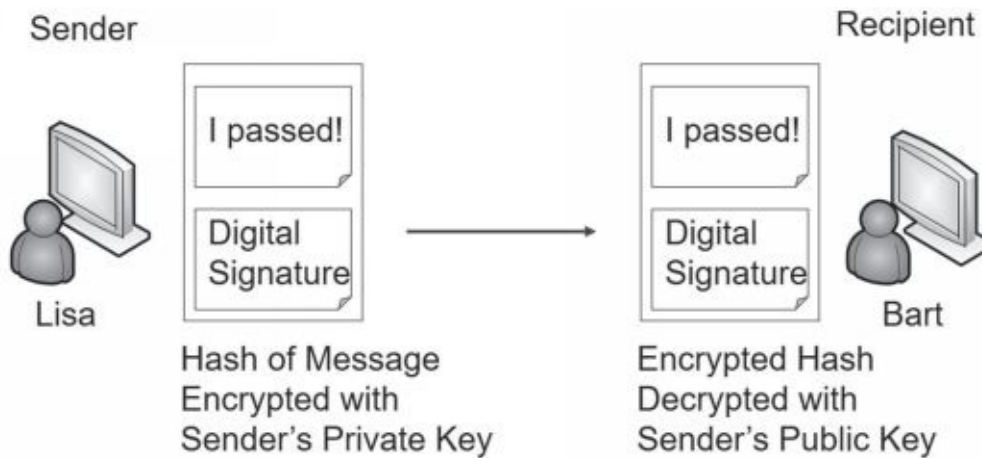 Sender
Recipient
I passed!
Digital
Signature
Lisa
Hash of Message
Encrypted with
Sender’s Private Key
I passed!
Digital
Signature
Bart
Encrypted Hash
Decrypted with
Sender’s Public Key